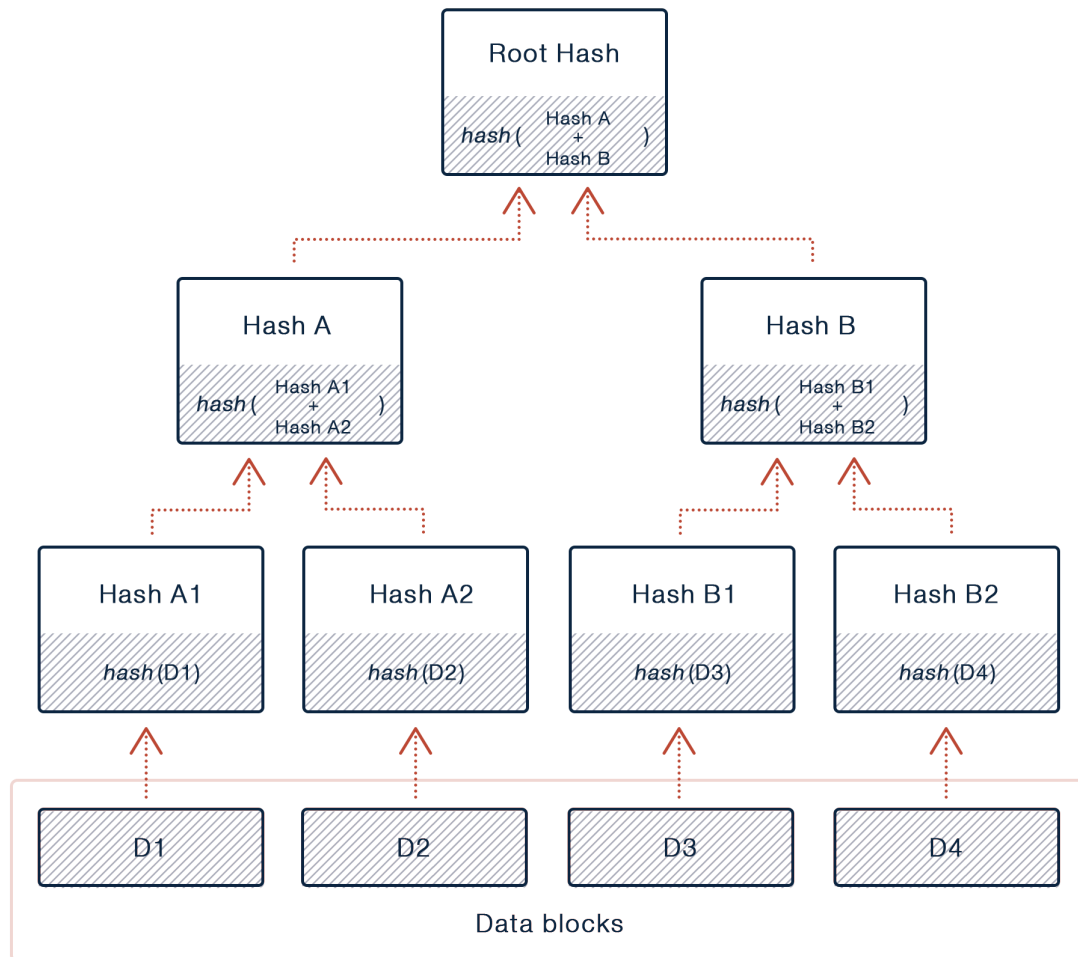 Root Hash
hash( Hash A + Hash B )
Hash A
Hash B
hash( Hash A1 + Hash A2 )
hash( Hash B1 + Hash B2 )
Hash A1
Hash A2
Hash B1
Hash B2
hash(D1)
hash(D2)
hash(D3)
hash(D4)
D1
D2
D3
D4
Data blocks